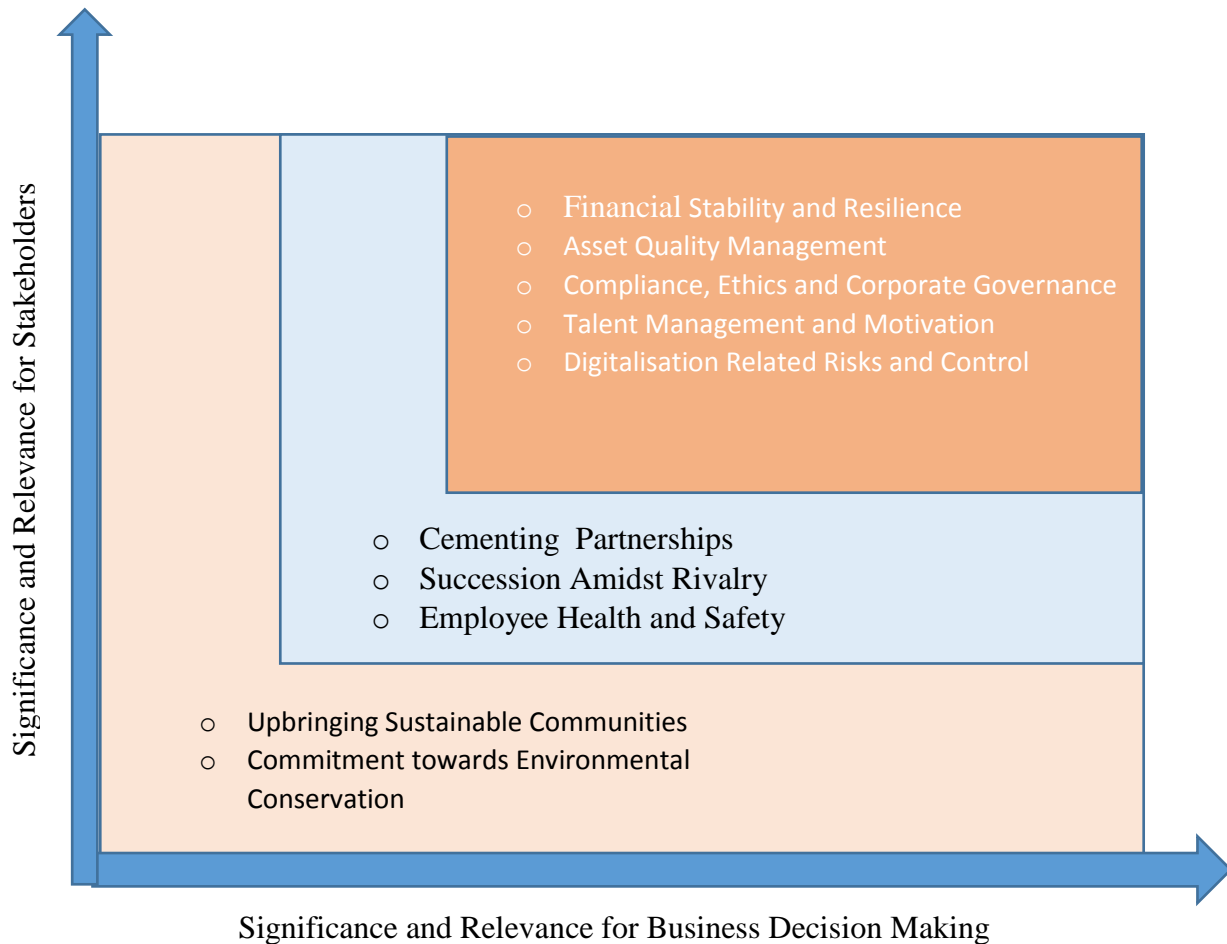 Significance and Relevance for Stakeholders
o Financial Stability and Resilience
o Asset Quality Management
o Compliance, Ethics and Corporate Governance
o Talent Management and Motivation
o Digitalisation Related Risks and Control
o Cementing Partnerships
o Succession Amidst Rivalry
o Employee Health and Safety
o Upbringing Sustainable Communities
o Commitment towards Environmental
Conservation
Significance and Relevance for Business Decision Making